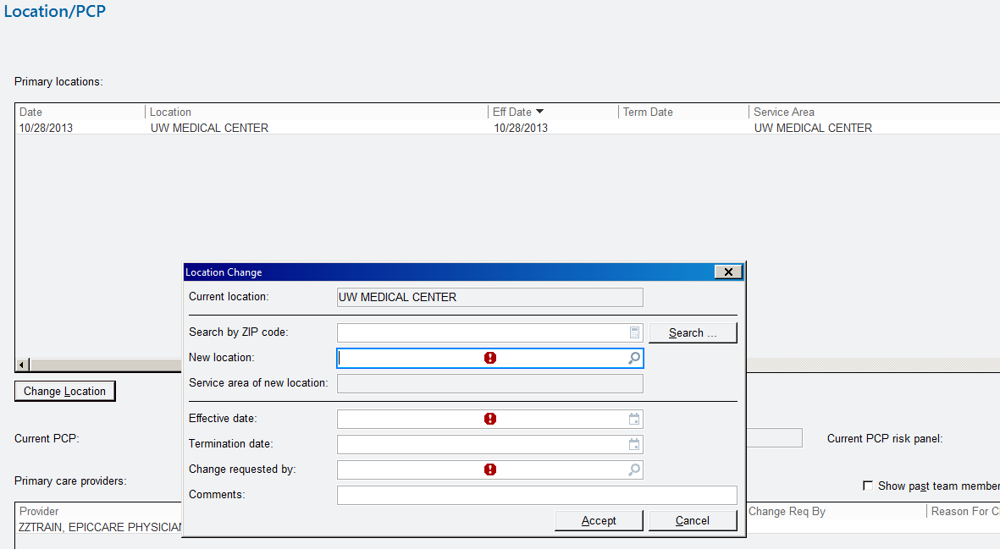 Location/PCP
Primary locations:
Date Location Eff Date Term Date Service Area
10/28/2013 UW MEDICAL CENTER 10/28/2013 UW MEDICAL CENTER
Location Change
Current location: UW MEDICAL CENTER
Search by ZIP code: Search ...
New location:
Service area of new location:
Effective date:
Termination date:
Change requested by:
Comments:
Accept Cancel
Change Location
Current PCP: Current PCP risk panel:
Primary care providers: Show past team member
Provider Change Req By Reason For C
ZZTRAIN, EPICCARE PHYSICIAN